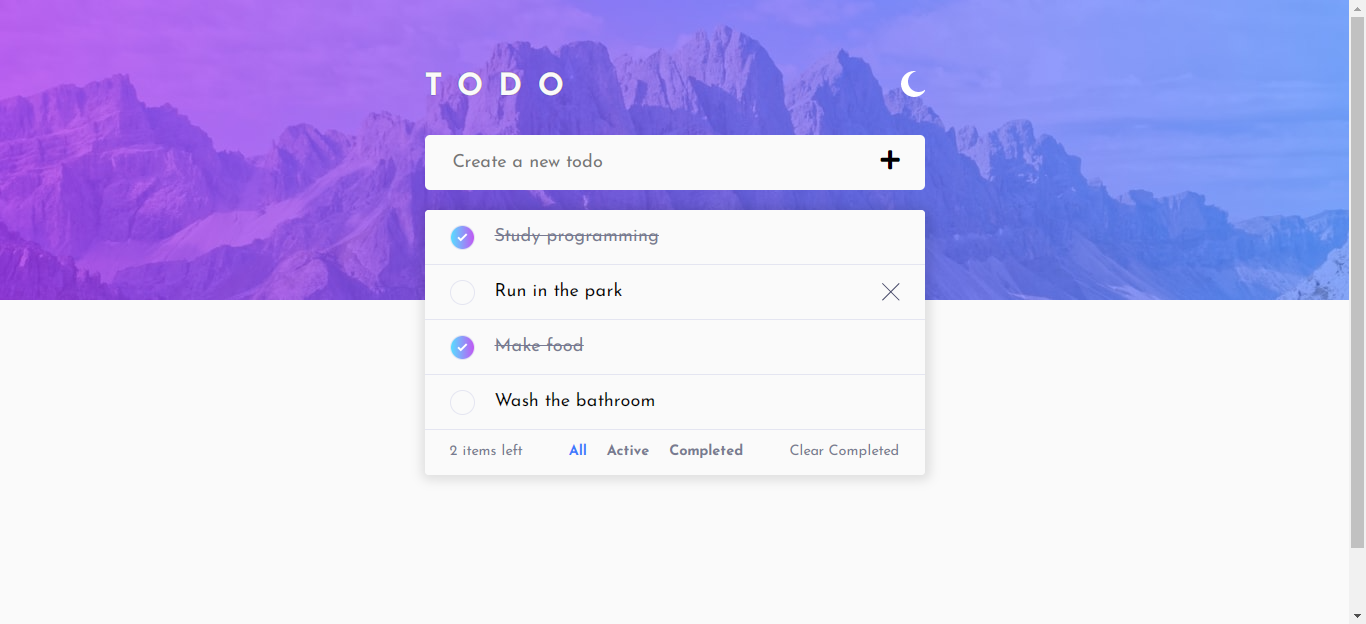 TODO
Create a new todo
Study programming
Run in the park
Make food
Wash the bathroom
2 items left All Active Completed Clear Completed